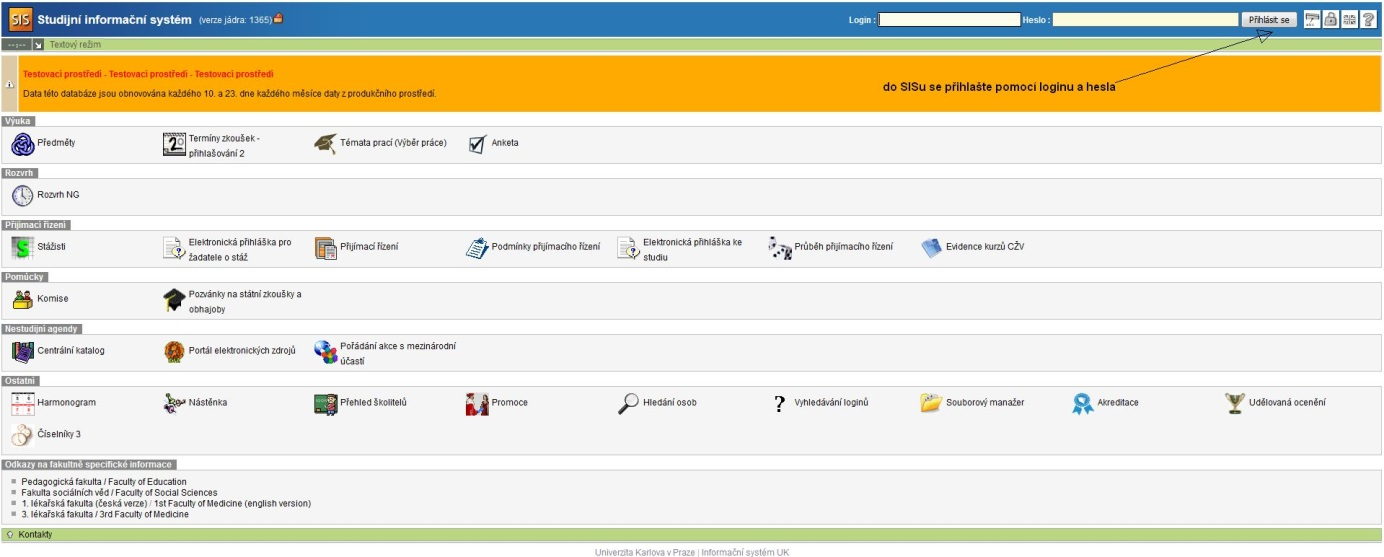 SIS Studijní informační systém (verze jádra: 1365) Login : Heslo : Přihlásit se ?
--:-- Textový režim
Testovací prostředí - Testovací prostředí - Testovací prostředí
Data této databáze jsou obnovována každého 10. a 23. dne každého měsíce daty z produkčního prostředí.
do SISu se přihlašte pomocí loginu a hesla
Výuka
Předměty
Termíny zkoušek -
přihlašování 2
Témata prací (Výběr práce)
Anketa
Rozvrh
Rozvrh NG
Přijímací řízení
Stážisti
Elektronická přihláška pro
žadatele o stáž
Přijímací řízení
Podmínky přijímacího řízení
Elektronická přihláška ke
studiu
Průběh přijímacího řízení
Evidence kurzů CŽV
Pomůcky
Komise
Pozvánky na státní zkoušky a
obhajoby
Nestudijní agendy
Centrální katalog
Portál elektronických zdrojů
Pořádání akce s mezinárodní
účastí
Ostatní
Harmonogram
Nástěnka
Přehled školitelů
Promoce
Hledání osob
? Vyhledávání loginů
Souborový manažer
Akreditace
Udělovaná ocenění
Číselníky 3
Odkazy na fakultně specifické informace
Pedagogická fakulta / Faculty of Education
Fakulta sociálních věd / Faculty of Social Sciences
1. lékařská fakulta (česká verze) / 1st Faculty of Medicine (english version)
3. lékařská fakulta / 3rd Faculty of Medicine
Kontakty
Univerzita Karlova v Praze | Informační systém UK